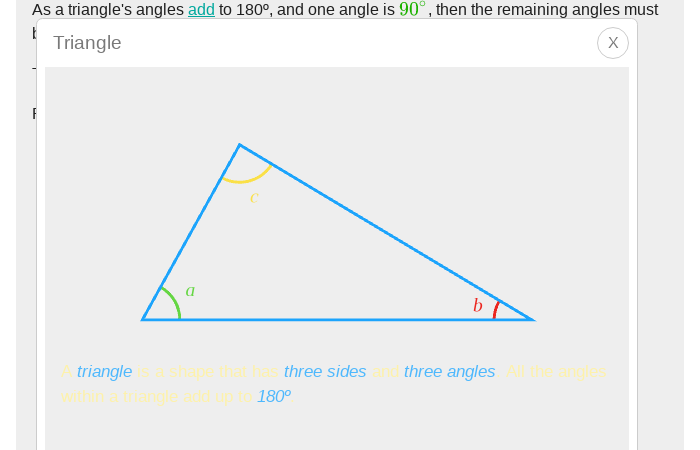 As a triangle's angles add to 180º, and one angle is 90°, then the remaining angles must
Triangle X
c
a
b
A triangle is a shape that has three sides and three angles. All the angles
within a triangle add up to 180º